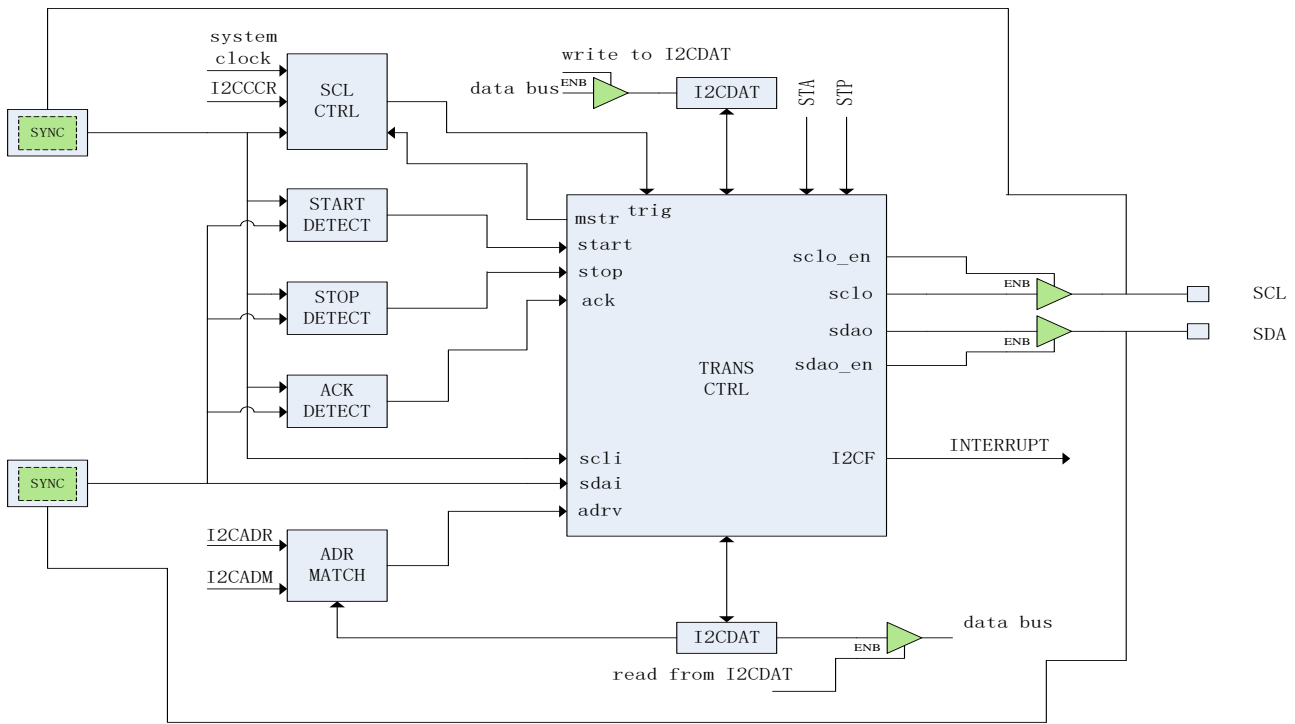 system
clock
I2CCCR
SCL
CTRL
write to I2CDAT
ENB
data bus
I2CDAT
STA
STP
SYNC
START
DETECT
STOP
DETECT
ACK
DETECT
mstr
trig
start
stop
ack
sclo_en
sclo
sdao
sdao_en
ENB
ENB
SCL
SDA
TRANS
CTRL
scli
sdai
adrv
I2CF
INTERRUPT
SYNC
I2CADR
I2CADM
ADR
MATCH
I2CDAT
ENB
data bus
read from I2CDAT